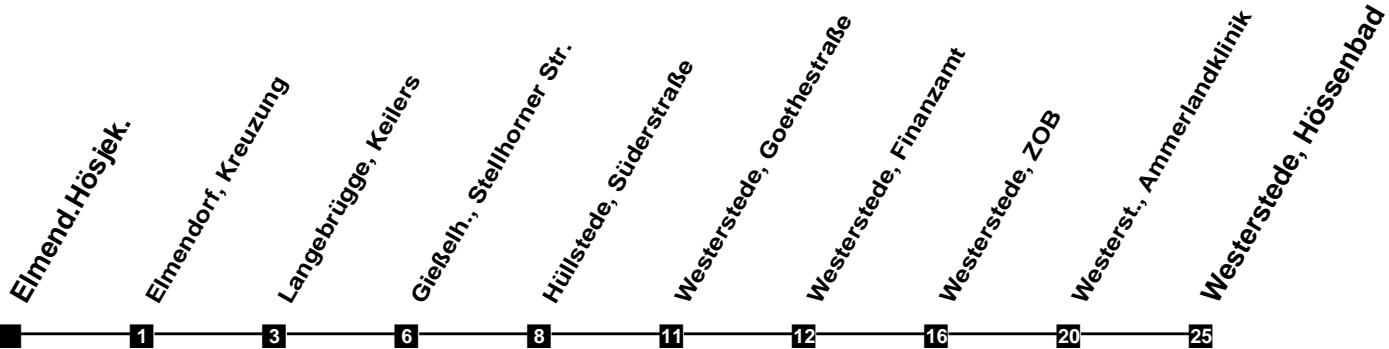 Elmend.Hösjek.
Elmendorf, Kreuzung
Langebrügge, Keilers
Gießelh., Stellhorner Str.
Hüllstede, Süderstraße
Westerstede, Goethestraße
Westerstede, Finanzamt
Westerstede, ZOB
Westerst., Ammerlandklinik
Westerstede, Hössenbad
1 3 6 8 11 12 16 20 25